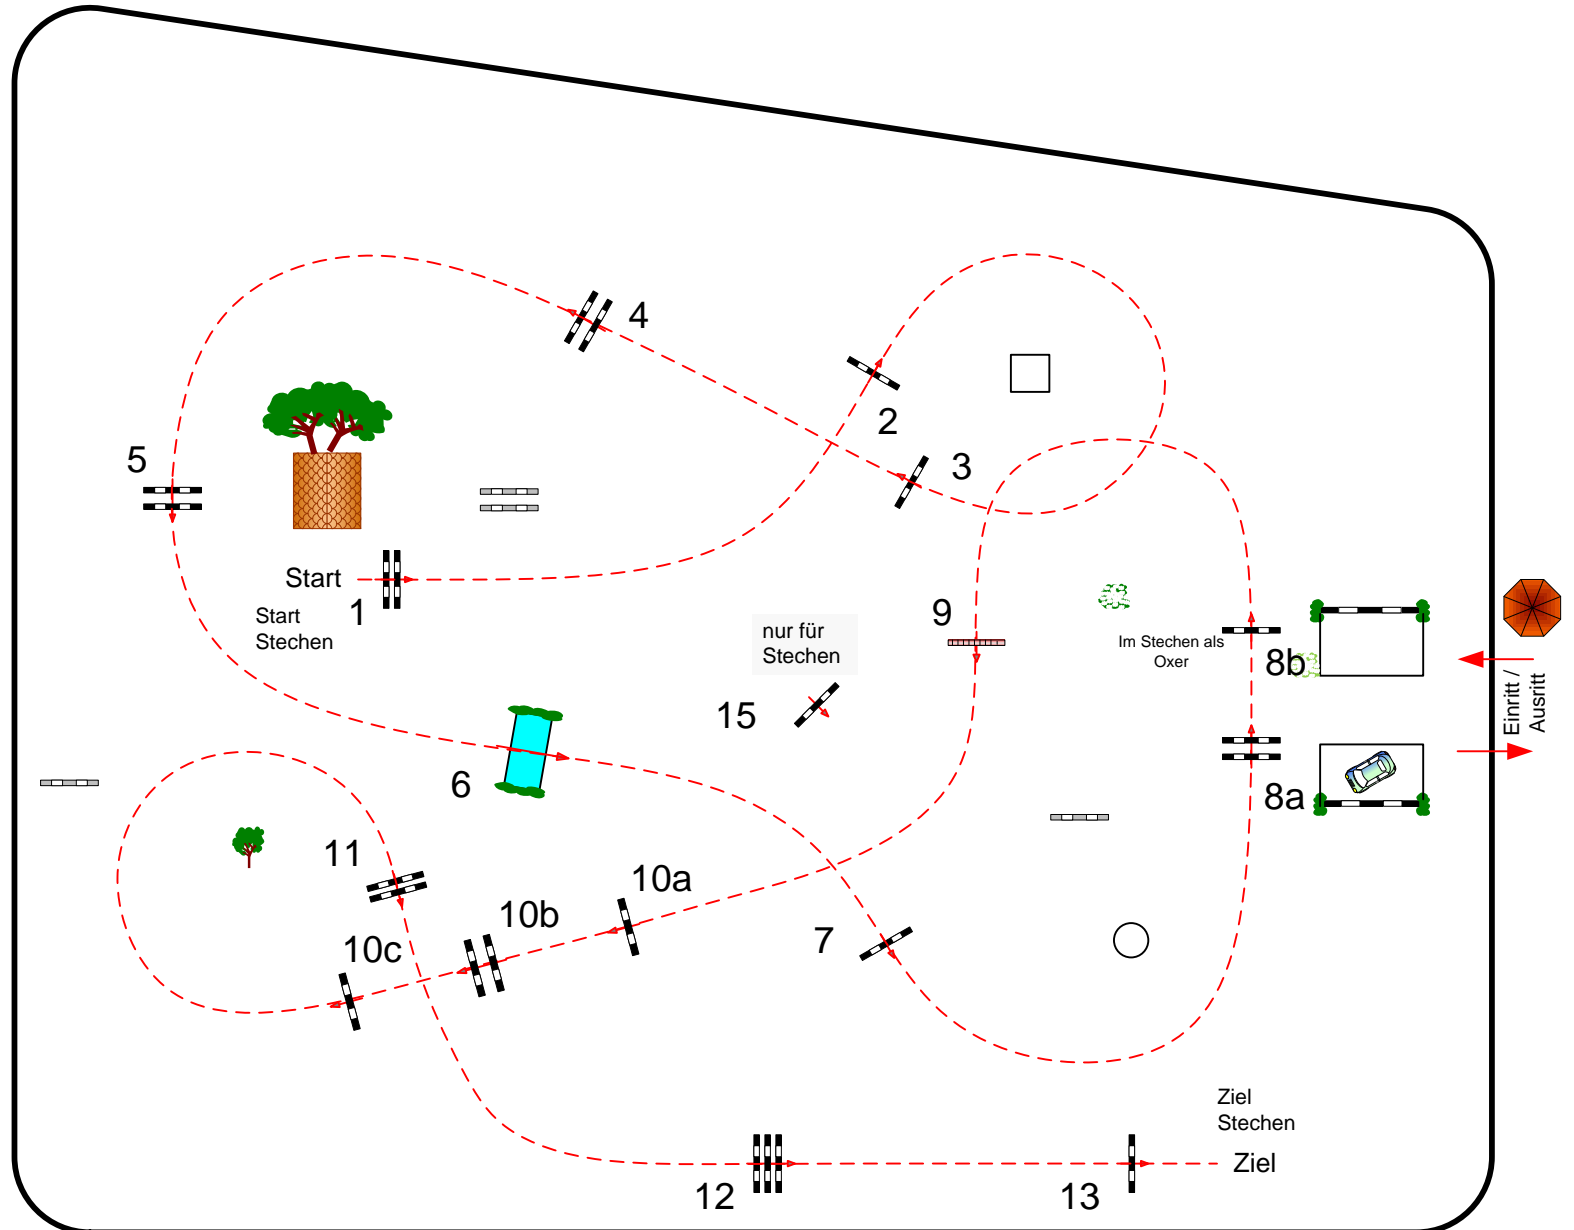 4
2
3
5
Start
1
Start
Stechen
nur für
Stechen
9
Im Stechen als
Oxer
8b
Einritt /
Ausritt
15
6
8a
11
10a
10b
10c
7
Ziel
Stechen
Ziel
12
13